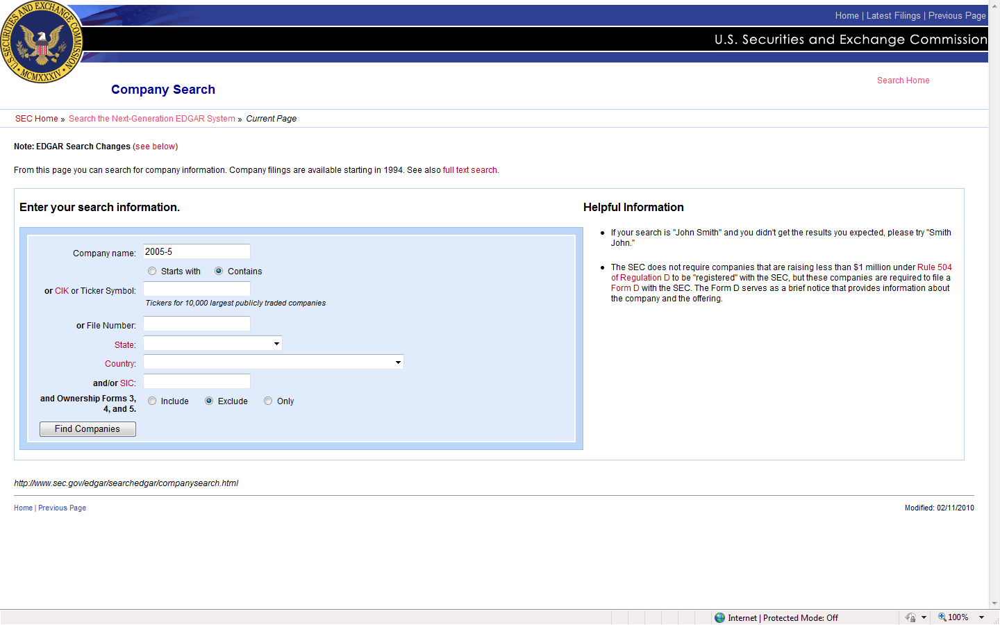 U.S. SECURITIES AND EXCHANGE COMMISSION
MCMXXXIV
Home | Latest Filings | Previous Page
U.S. Securities and Exchange Commission
Company Search
Search Home
SEC Home » Search the Next-Generation EDGAR System » Current Page
Note: EDGAR Search Changes (see below)
From this page you can search for company information. Company filings are available starting in 1994. See also full text search.
Enter your search information.
Company name: 2005-5
Starts with Contains
or CIK or Ticker Symbol:
Tickers for 10,000 largest publicly traded companies
or File Number:
State:
Country:
and/or SIC:
and Ownership Forms 3,
4, and 5.
Include Exclude Only
Find Companies
Helpful Information
• If your search is "John Smith" and you didn't get the results you expected, please try "Smith
John."
• The SEC does not require companies that are raising less than $1 million under Rule 504
of Regulation D to be "registered" with the SEC, but these companies are required to file a
Form D with the SEC. The Form D serves as a brief notice that provides information about
the company and the offering.
http://www.sec.gov/edgar/searchedgar/companysearch.html
Home | Previous Page
Modified: 02/11/2010
Internet | Protected Mode: Off
100%